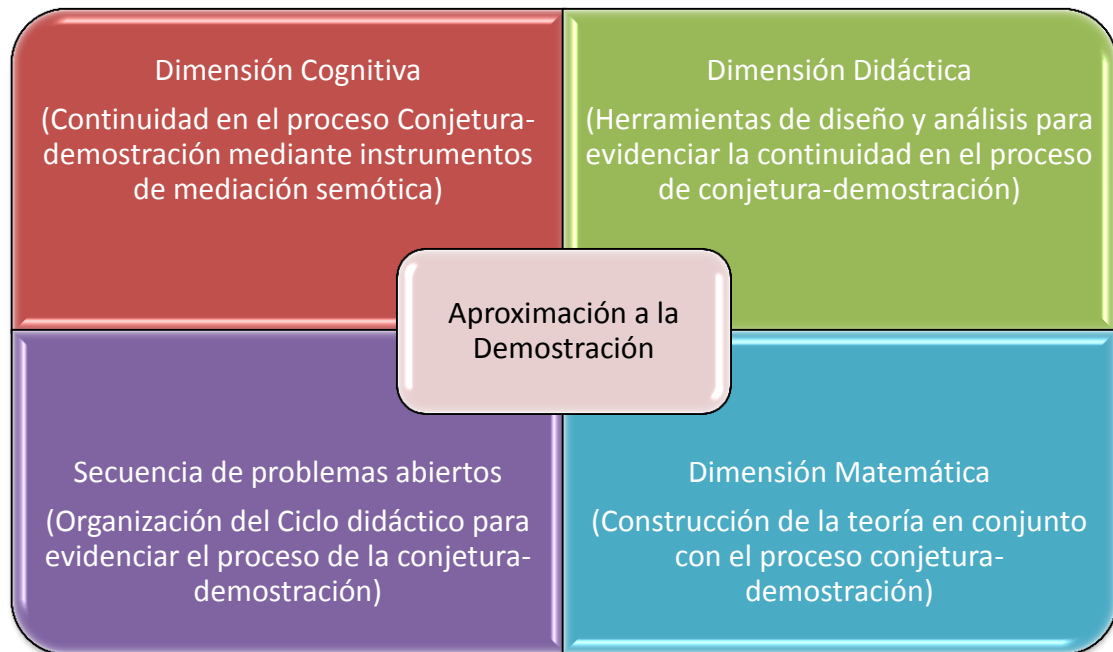 Dimensión Cognitiva
(Continuidad en el proceso Conjetura-
demostración mediante instrumentos
de mediación semótica)
Dimensión Didáctica
(Herramientas de diseño y análisis para
evidenciar la continuidad en el proceso
de conjetura-demostración)
Aproximación a la
Demostración
Secuencia de problemas abiertos
(Organización del Ciclo didáctico para
evidenciar el proceso de la conjetura-
demostración)
Dimensión Matemática
(Construcción de la teoría en conjunto
con el proceso conjetura-
demostración)